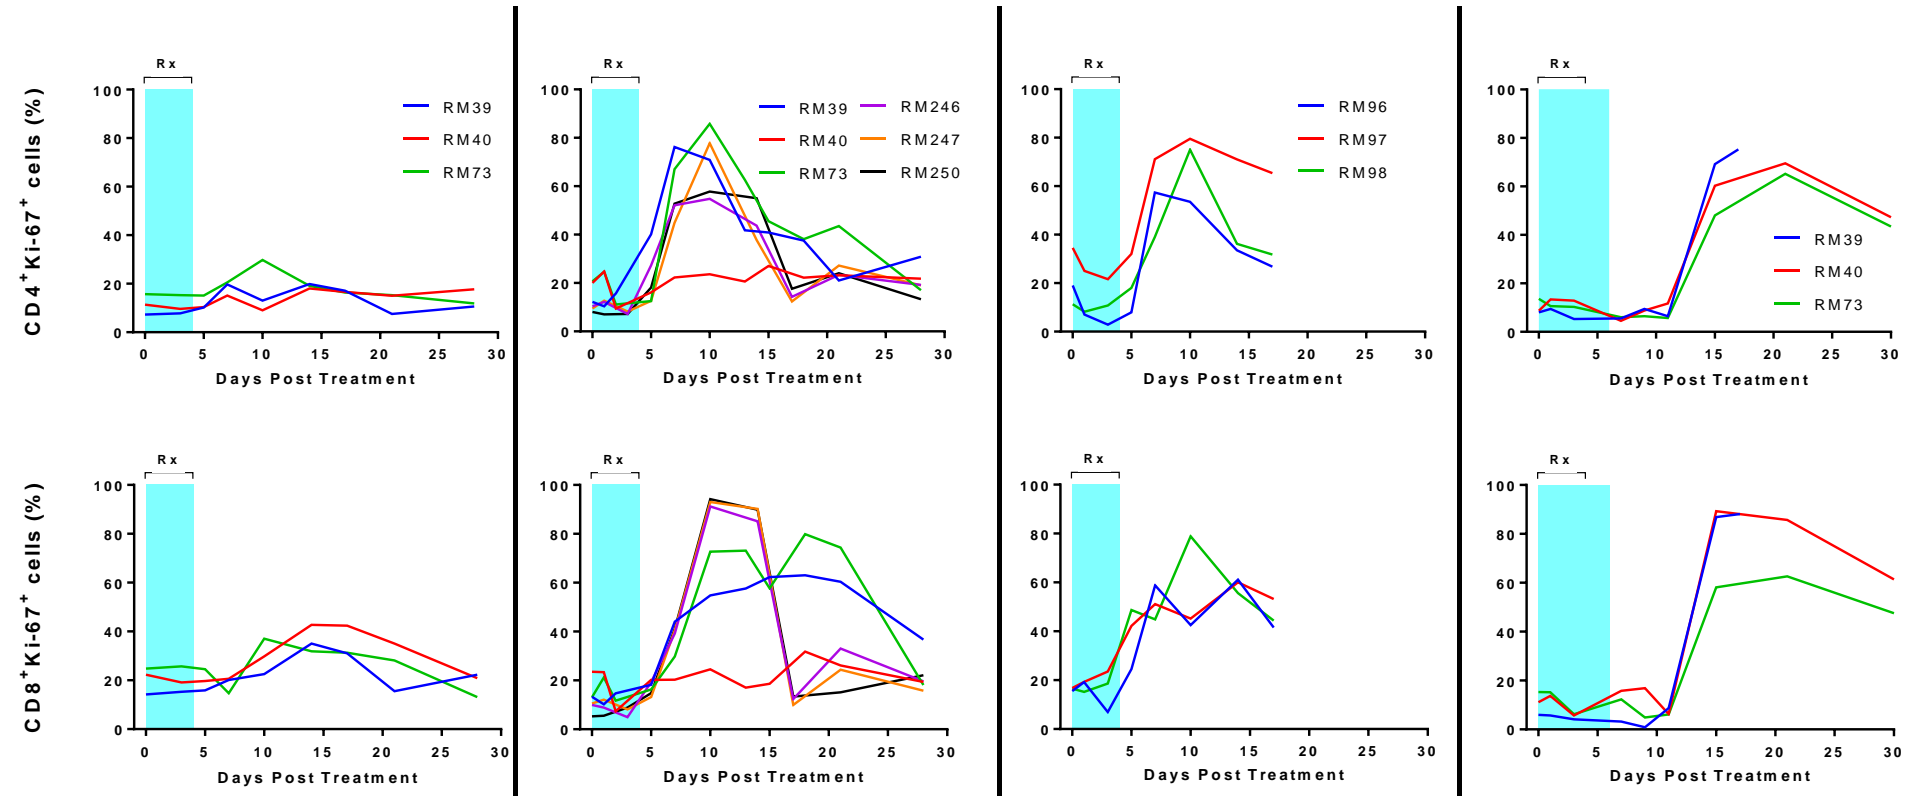 Rx
CD4+Ki-67+ cells (%)
100
80
60
40
20
0
0 5 10 15 20 25 30
Days Post Treatment
RM39
RM40
RM73
Rx
100
80
60
40
20
0
0 5 10 15 20 25 30
Days Post Treatment
RM39 RM246
RM40 RM247
RM73 RM250
Rx
100
80
60
40
20
0
0 5 10 15 20 25 30
Days Post Treatment
RM96
RM97
RM98
Rx
100
80
60
40
20
0
0 5 10 15 20 25 30
Days Post Treatment
RM39
RM40
RM73
Rx
CD8+Ki-67+ cells (%)
100
80
60
40
20
0
0 5 10 15 20 25 30
Days Post Treatment
Rx
100
80
60
40
20
0
0 5 10 15 20 25 30
Days Post Treatment
Rx
100
80
60
40
20
0
0 5 10 15 20 25 30
Days Post Treatment
Rx
100
80
60
40
20
0
0 5 10 15 20 25 30
Days Post Treatment